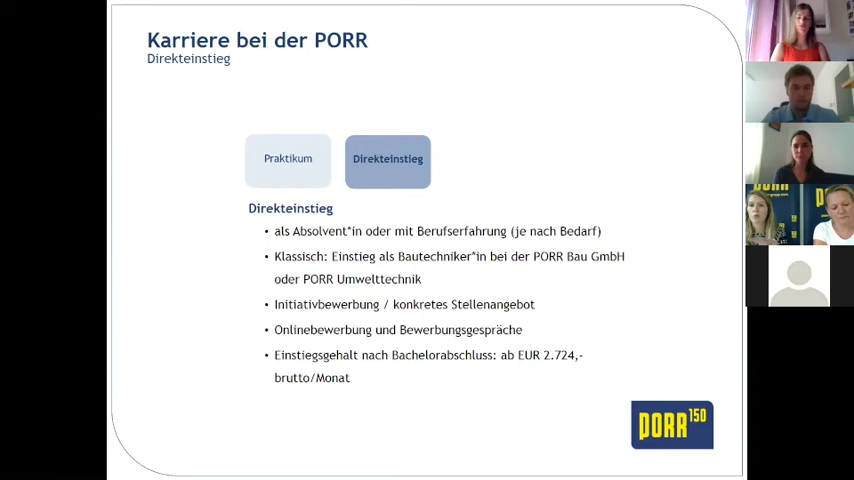 Karriere bei der PORR
Direkteinstieg
Praktikum
Direkteinstieg
Direkteinstieg
• als Absolvent*in oder mit Berufserfahrung (je nach Bedarf)
• Klassisch: Einstieg als Bautechniker*in bei der PORR Bau GmbH
oder PORR Umwelttechnik
• Initiativbewerbung / konkretes Stellenangebot
• Onlinebewerbung und Bewerbungsgespräche
• Einstiegsgehalt nach Bachelorabschluss: ab EUR 2.724,-
brutto/Monat
PORR 150